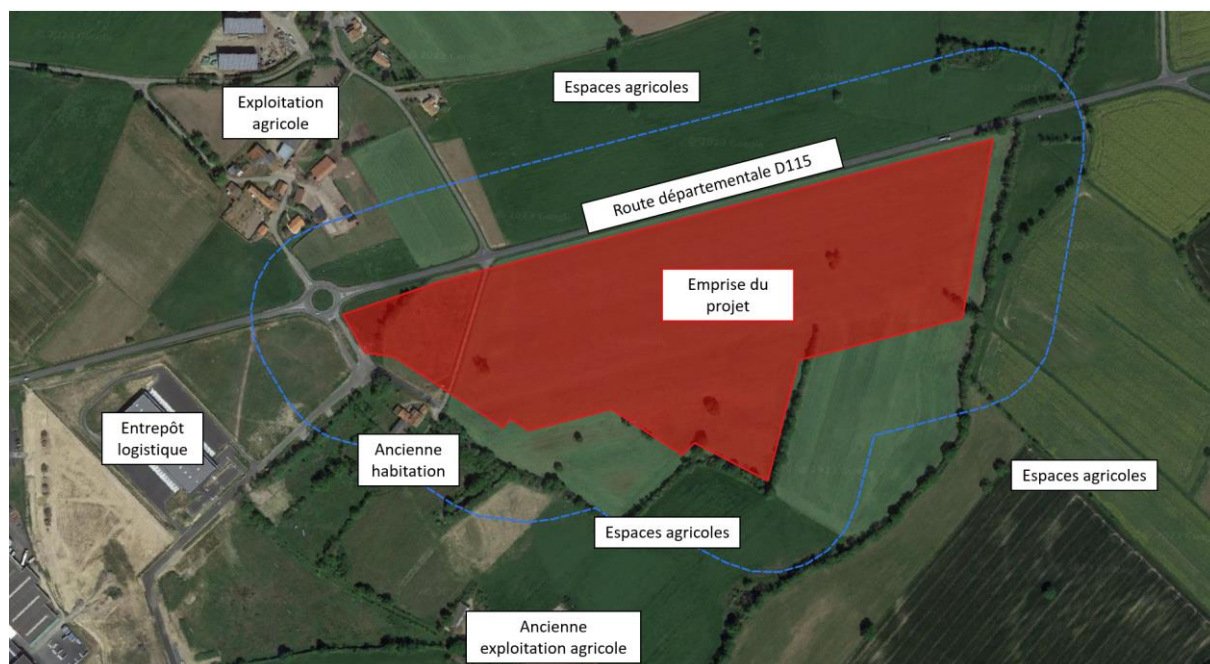 Espaces agricoles
Exploitation
agricole
Route départementale D115
Emprise du
projet
Entrepôt
logistique
Ancienne
habitation
Espaces agricoles
Espaces agricoles
Ancienne
exploitation agricole